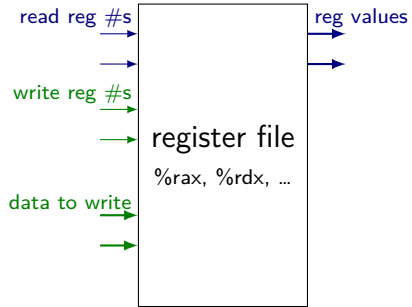 read reg #s
reg values
write reg #s
register file
%rax, %rdx, …
data to write